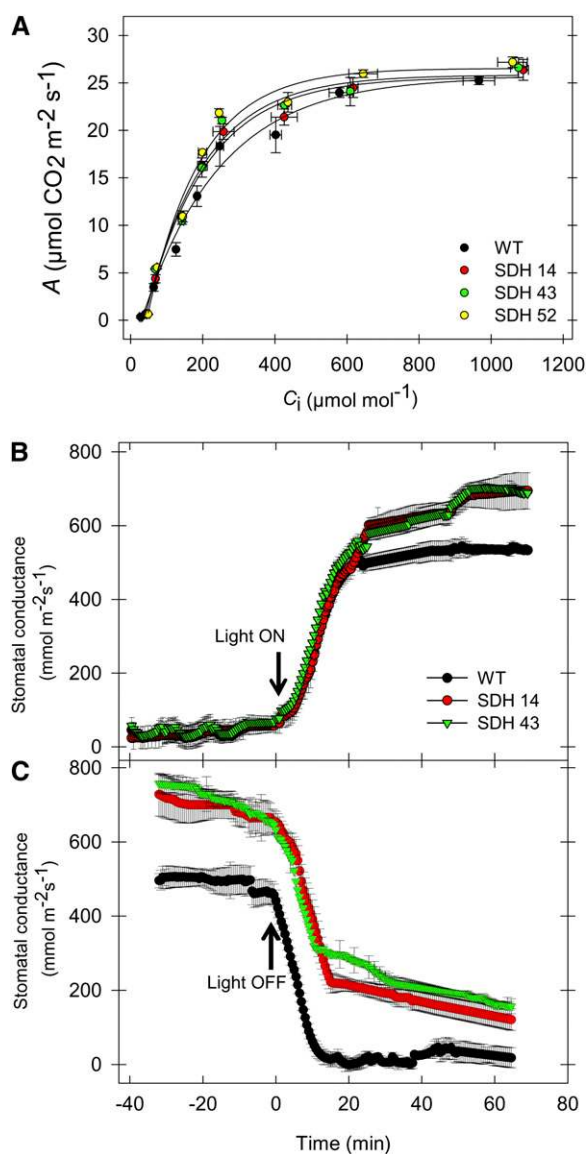 A
30
25
20
15
10
5
0
A (µmol CO2 m⁻² s⁻¹)
WT
SDH 14
SDH 43
SDH 52
0 200 400 600 800 1000 1200
Ci (µmol mol⁻¹)
B
800
600
400
200
0
Stomatal conductance
(mmol m⁻²s⁻¹)
Light ON
WT
SDH 14
SDH 43
C
800
600
400
200
0
Stomatal conductance
(mmol m⁻²s⁻¹)
Light OFF
-40 -20 0 20 40 60 80
Time (min)